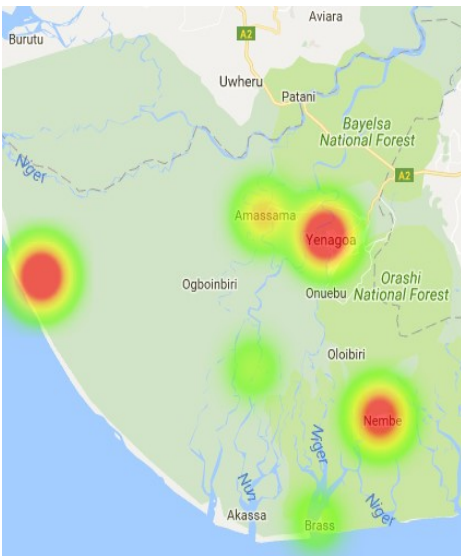 Aviara
Burutu
A2
Uwheru
Patani
Bayelsa
National Forest
Niger
A2
Amassama
Yenagoa
Ogboinbiri
Orashi
National Forest
Onuebu
Oloibiri
Nembe
Niger
Nun
Niger
Akassa
Brass